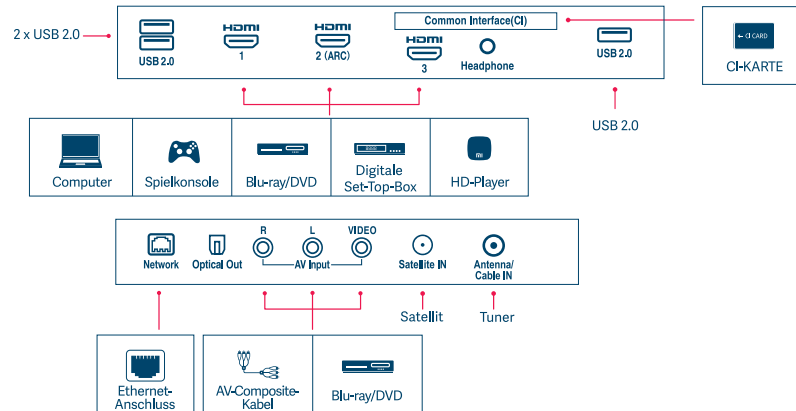 Common Interface(CI)
2 x USB 2.0
HDMI
HDMI
HDMI
USB 2.0
1
2 (ARC)
3
Headphone
USB 2.0
CI CARD
CI-KARTE
USB 2.0
mi
Computer
Spielkonsole
Blu-ray/DVD
Digitale
Set-Top-Box
HD-Player
R
L
VIDEO
Network
Optical Out
AV Input
Satellite IN
Antenna/
Cable IN
Satellit
Tuner
Ethernet-
Anschluss
AV-Composite-
Kabel
Blu-ray/DVD